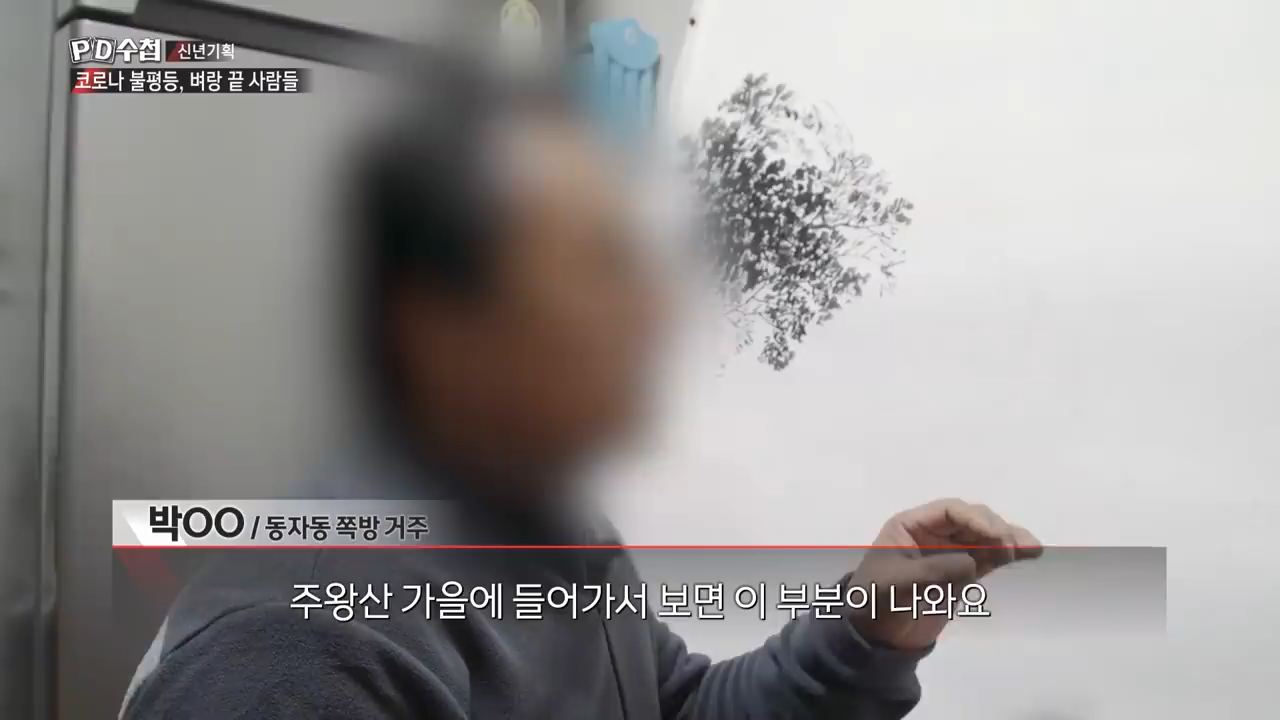 PD수첩 신년기획
코로나 불평등, 벼랑 끝 사람들
박OO / 동자동 쪽방 거주
주왕산 가을에 들어가서 보면 이 부분이 나와요